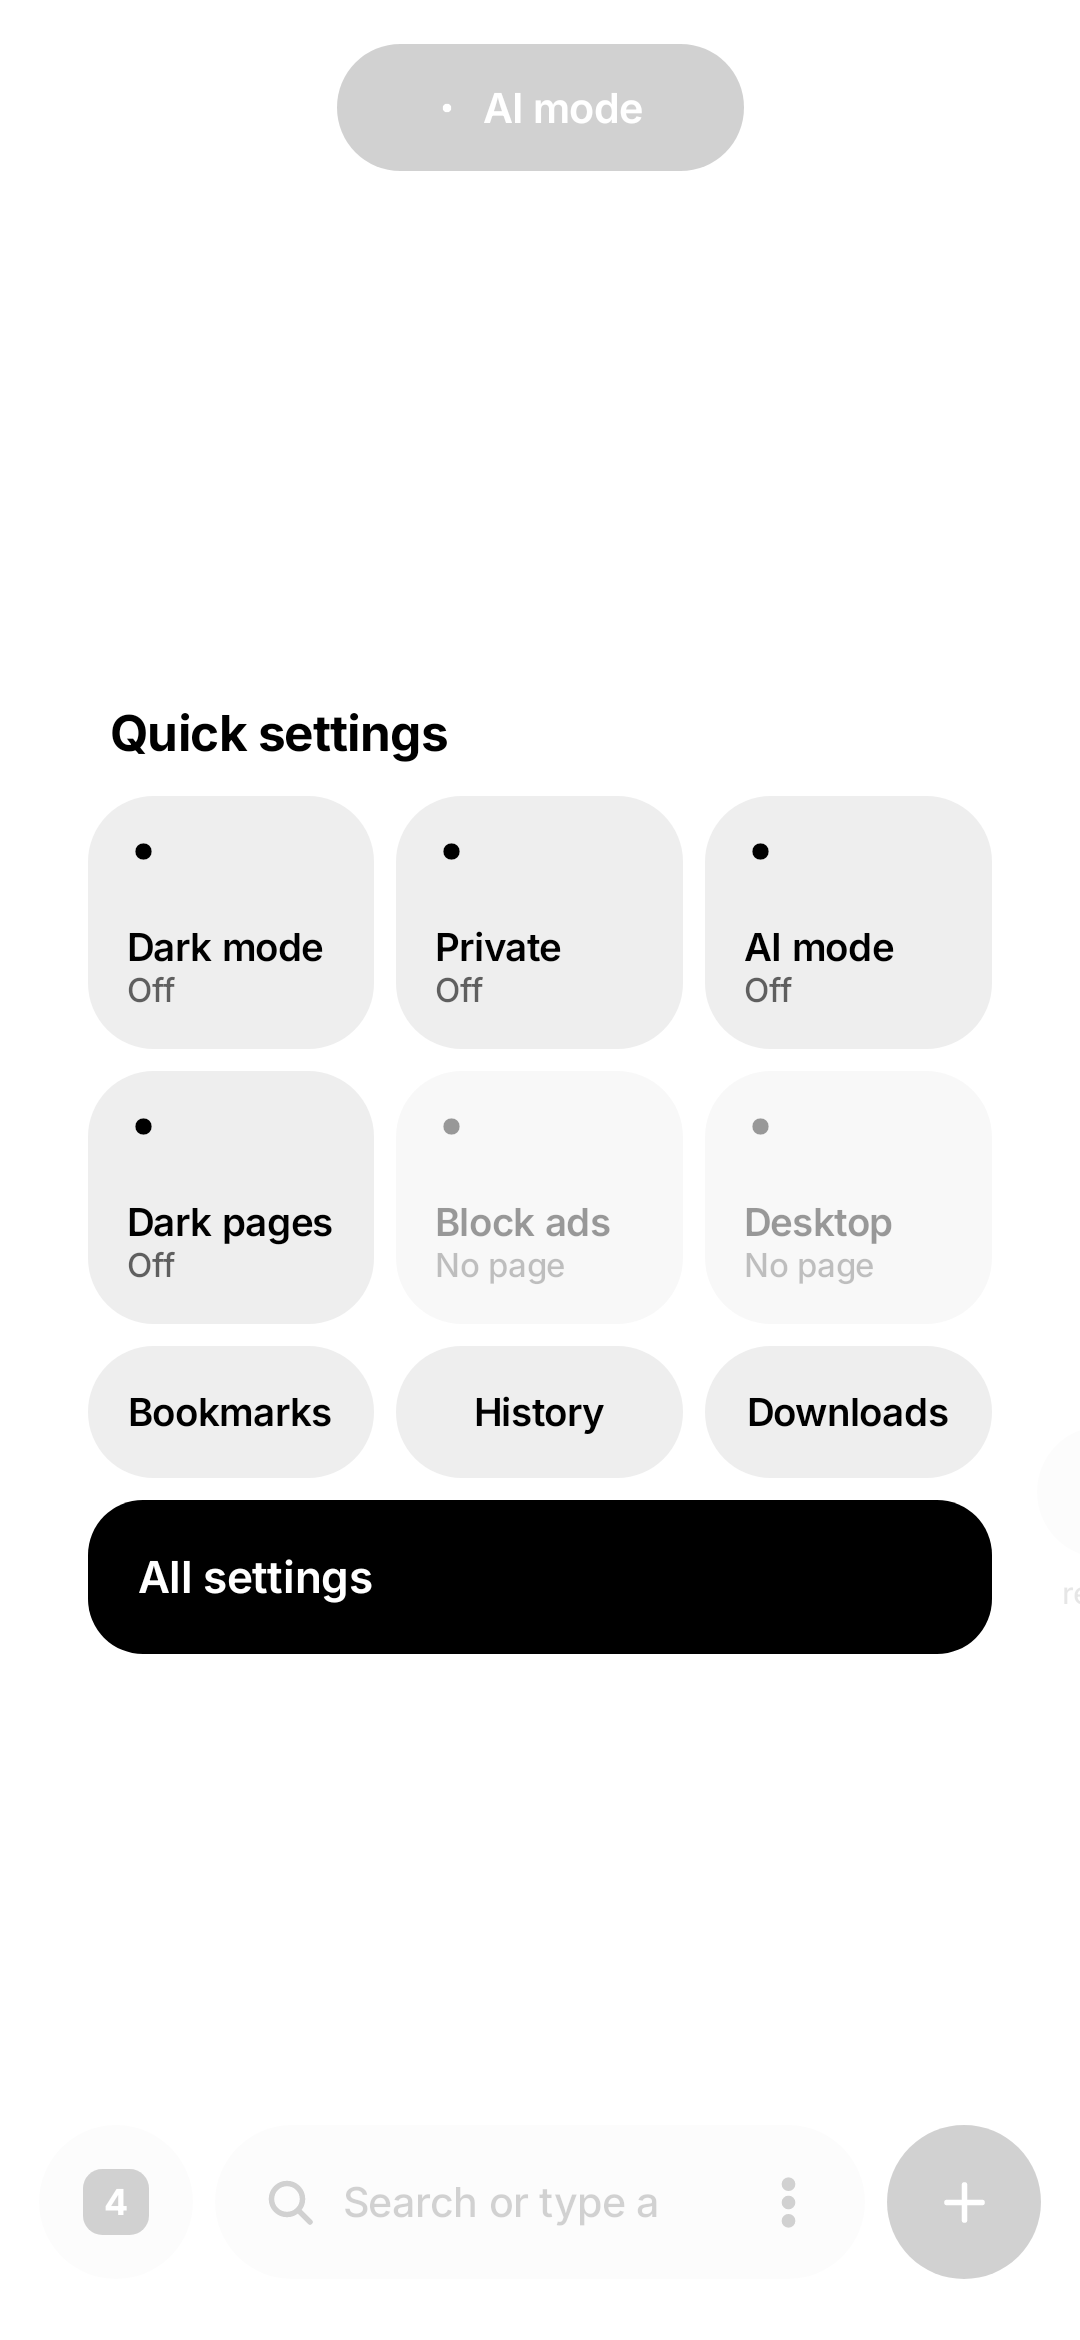 AI mode
Quick settings
Dark mode
Off
Private
Off
AI mode
Off
Dark pages
Off
Block ads
No page
Desktop
No page
Bookmarks
History
Downloads
All settings
4
Search or type a